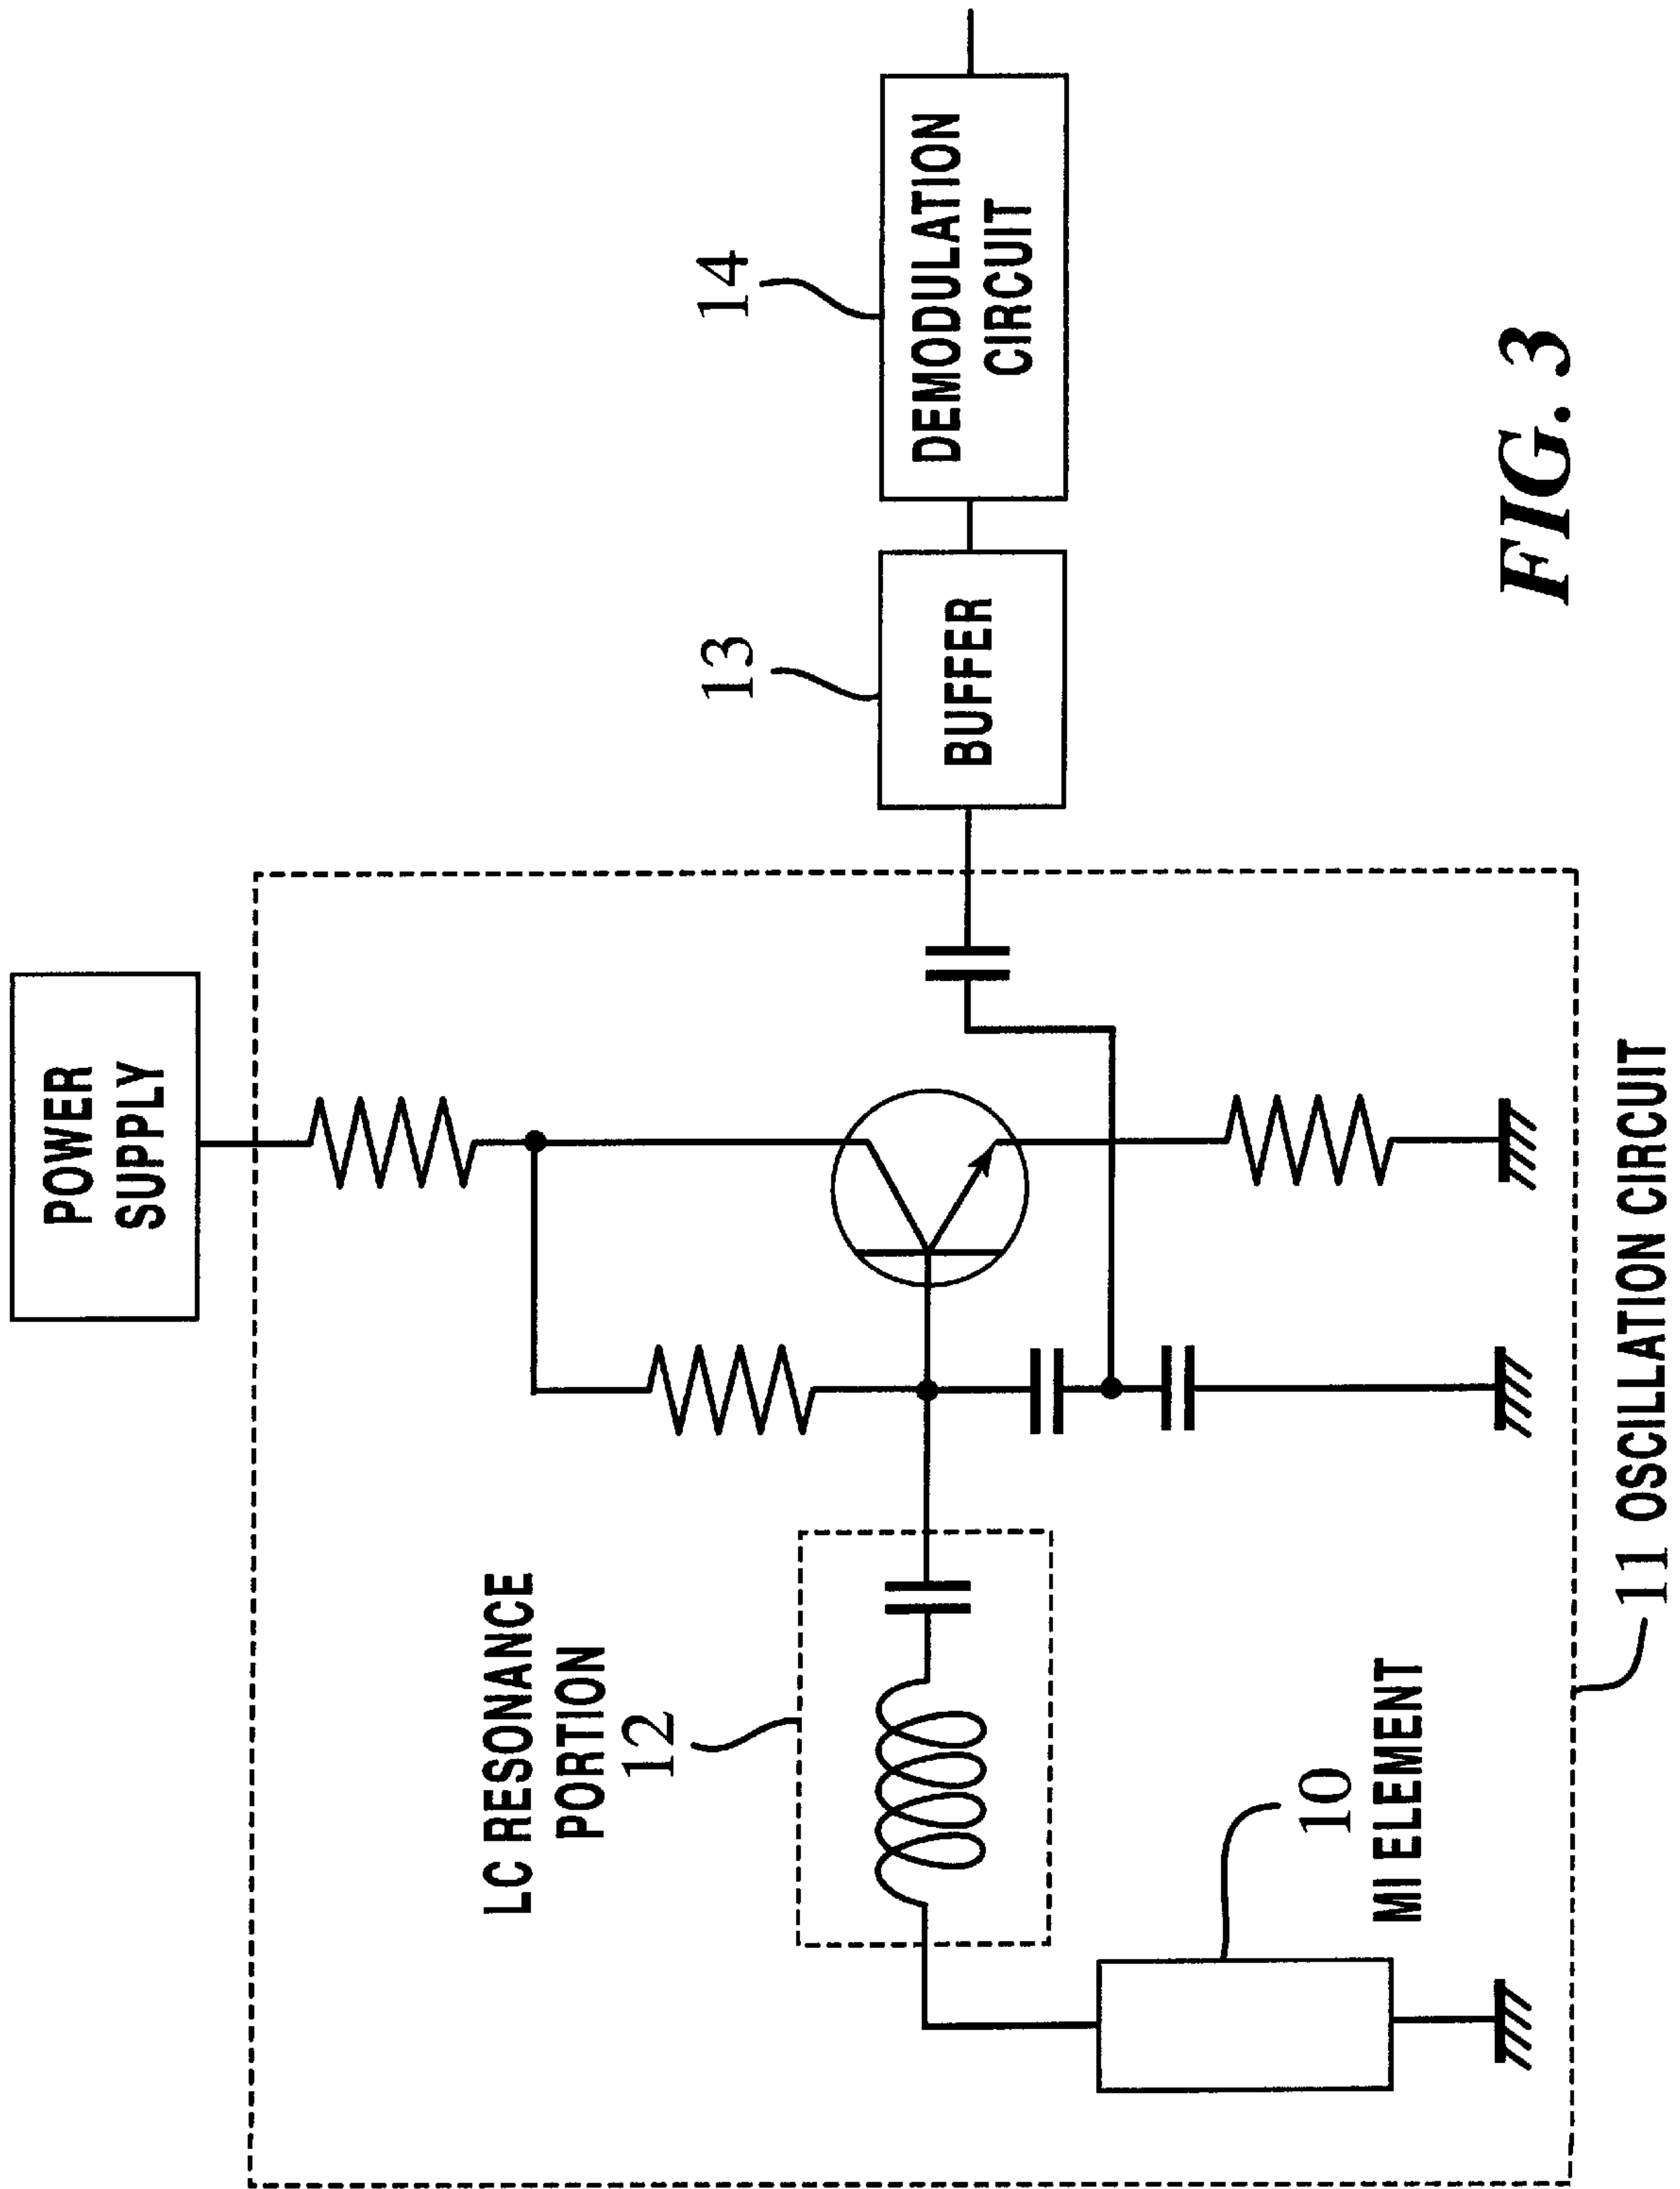 POWER
SUPPLY
LC RESONANCE
PORTION
12
13
14
BUFFER
DEMODULATION
CIRCUIT
10
MI ELEMENT
11 OSCILLATION CIRCUIT
FIG. 3